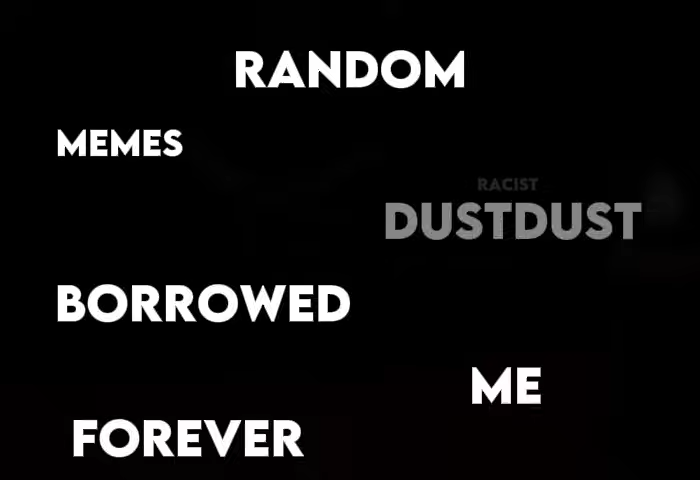 RANDOM
MEMES
RACIST
DUSTDUST
BORROWED
ME
FOREVER